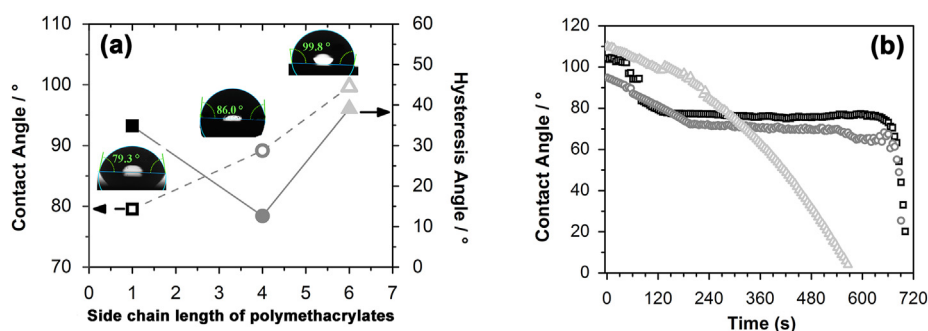 (a)
Contact Angle / °
110
100
90
80
70
79.3 °
86.0 °
99.8 °
60
50
40
30
20
10
0
Hysteresis Angle / °
0 1 2 3 4 5 6 7
Side chain length of polymethacrylates
(b)
Contact Angle / °
120
100
80
60
40
20
0
0 120 240 360 480 600 720
Time (s)